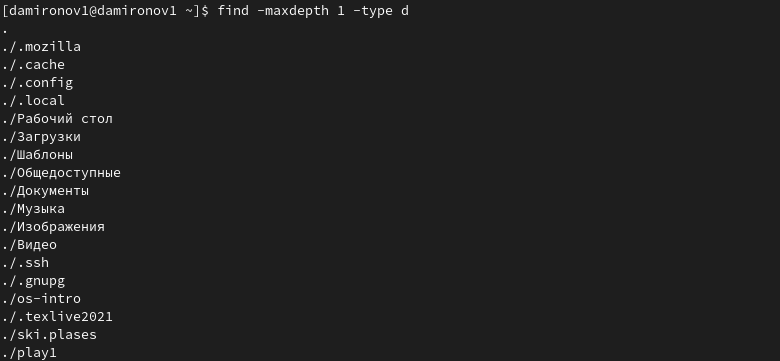 [damironov1@damironov1 ~]$ find -maxdepth 1 -type d
.
./.mozilla
./.cache
./.config
./.local
./Рабочий стол
./Загрузки
./Шаблоны
./Общедоступные
./Документы
./Музыка
./Изображения
./Видео
./.ssh
./.gnupg
./os-intro
./.texlive2021
./ski.plases
./play1